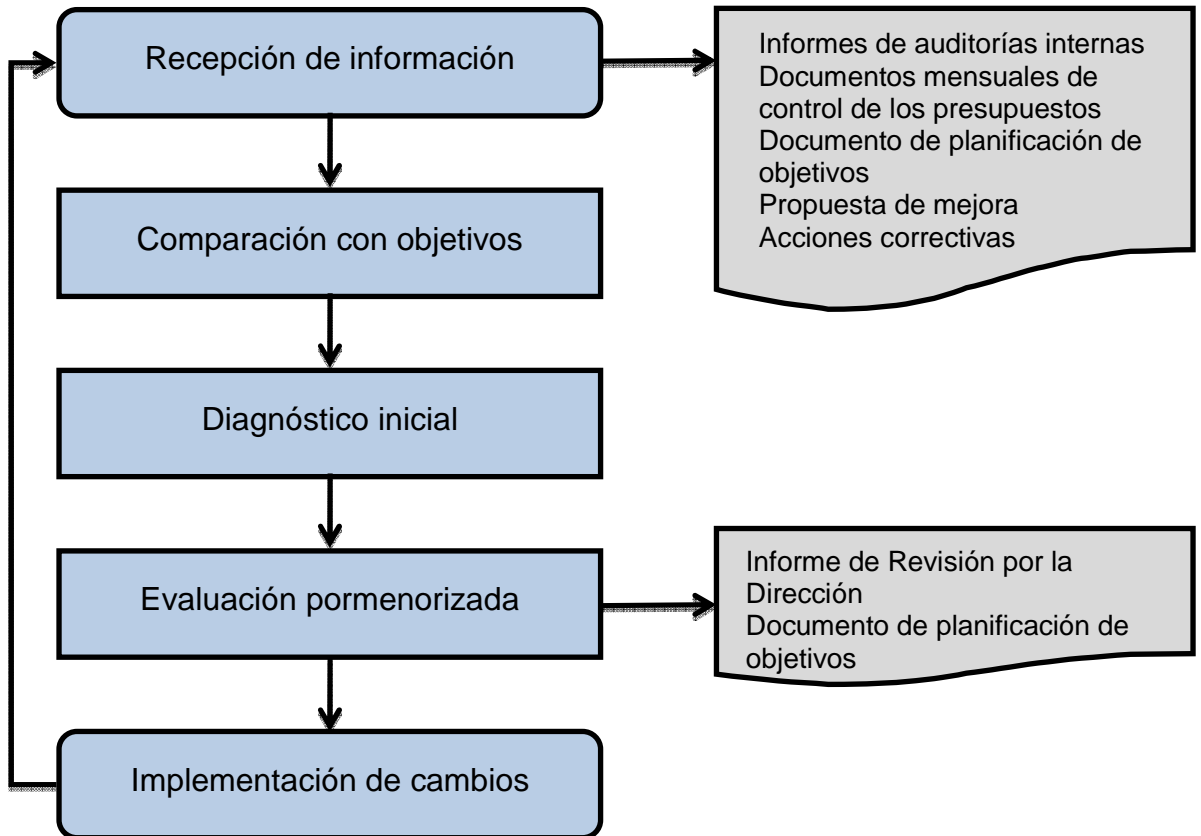 Recepción de información
Informes de auditorías internas
Documentos mensuales de
control de los presupuestos
Documento de planificación de
objetivos
Propuesta de mejora
Acciones correctivas
Comparación con objetivos
Diagnóstico inicial
Evaluación pormenorizada
Informe de Revisión por la
Dirección
Documento de planificación de
objetivos
Implementación de cambios